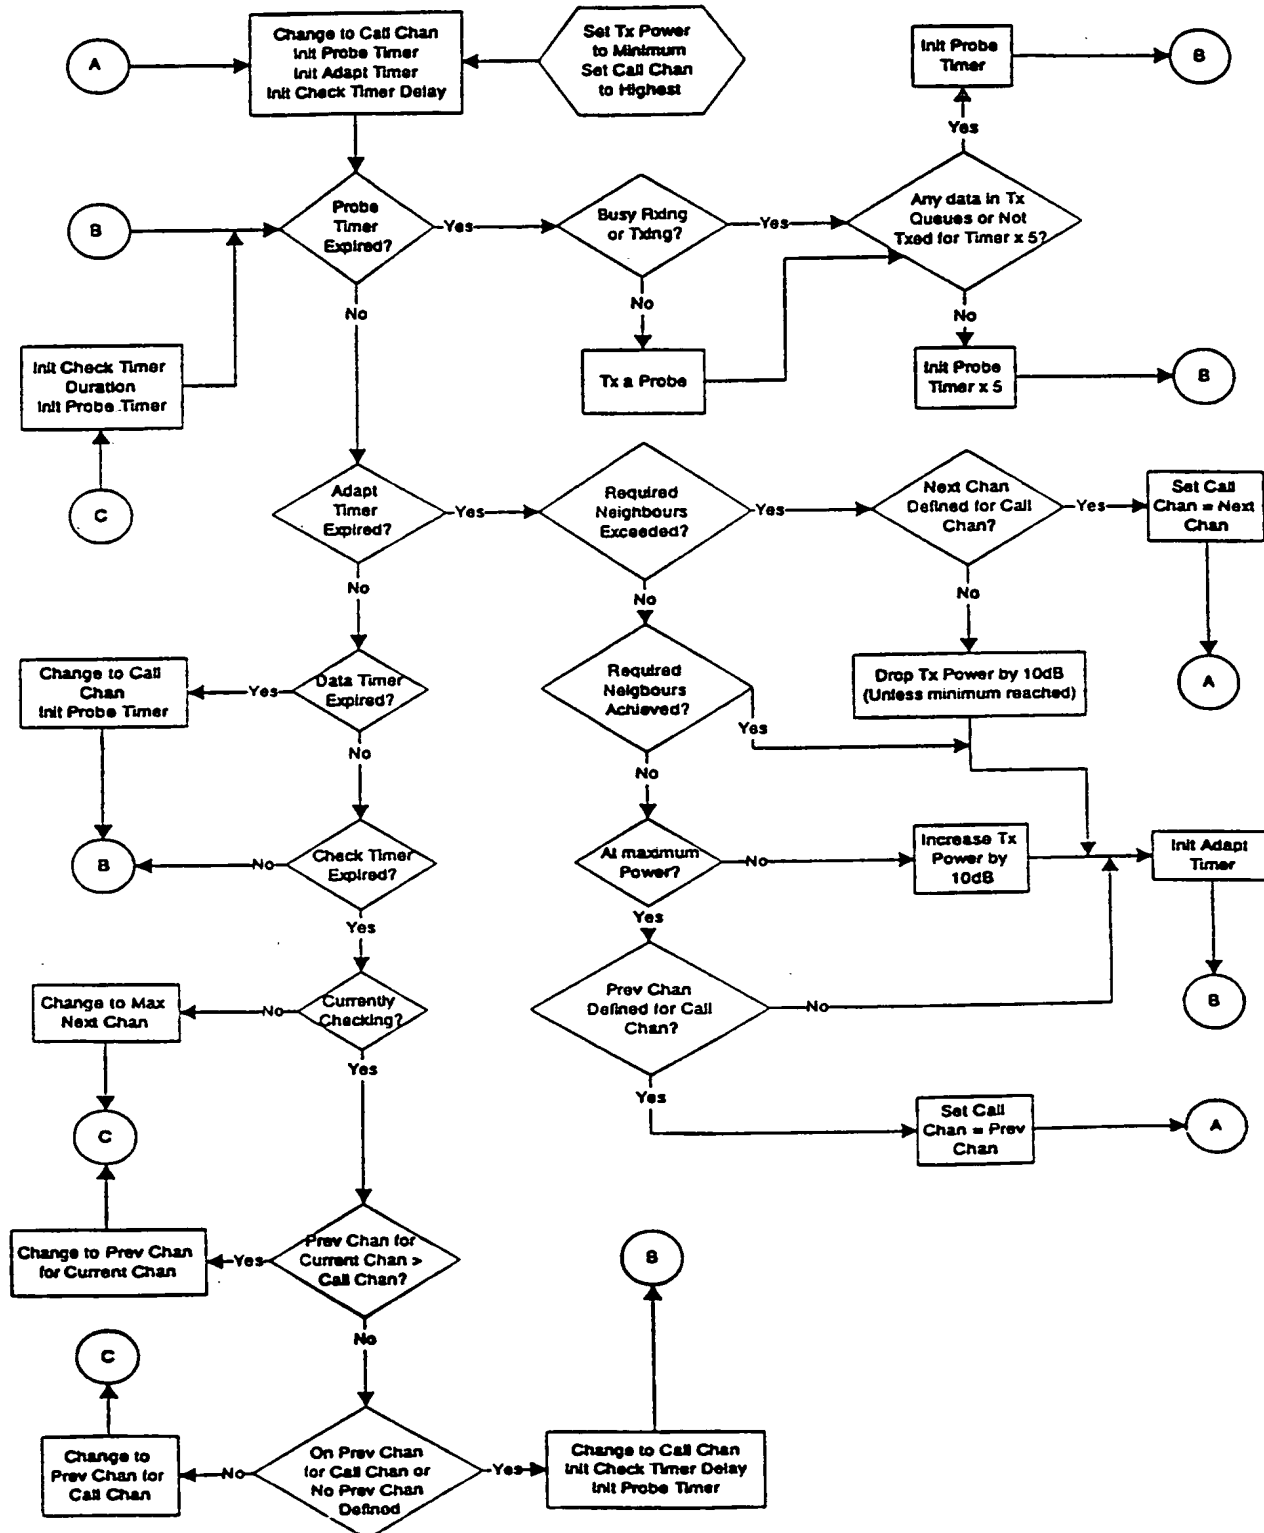 A
Change to Call Chan
Init Probe Timer
Init Adapt Timer
Init Check Timer Delay
Set Tx Power
to Minimum
Set Call Chan
to Highest
Init Probe
Timer
B
Yes
B
Probe
Timer
Expired?
Yes
Busy Rxing
or Txing?
Yes
Any data in Tx
Queues or Not
Txed for Timer x 5?
No
No
No
Init Check Timer
Duration
Init Probe Timer
Tx a Probe
Init Probe
Timer x 5
B
C
Adapt
Timer
Expired?
Yes
Required
Neighbours
Exceeded?
Yes
Next Chan
Defined for Call
Chan?
Yes
Set Call
Chan = Next
Chan
No
No
No
Change to Call
Chan
Init Probe Timer
Yes
Data Timer
Expired?
Required
Neigbours
Achieved?
Yes
Drop Tx Power by 10dB
(Unless minimum reached)
A
No
No
B
No
Check Timer
Expired?
At maximum
Power?
No
Increase Tx
Power by
10dB
Init Adapt
Timer
Yes
Yes
Change to Max
Next Chan
No
Currently
Checking?
Prev Chan
Defined for Call
Chan?
No
B
Yes
Yes
C
Set Call
Chan = Prev
Chan
A
Change to Prev Chan
for Current Chan
Yes
Prev Chan for
Current Chan >
Call Chan?
B
No
C
Change to
Prev Chan for
Call Chan
No
On Prev Chan
for Call Chan or
No Prev Chan
Defined
Yes
Change to Call Chan
Init Check Timer Delay
Init Probe Timer